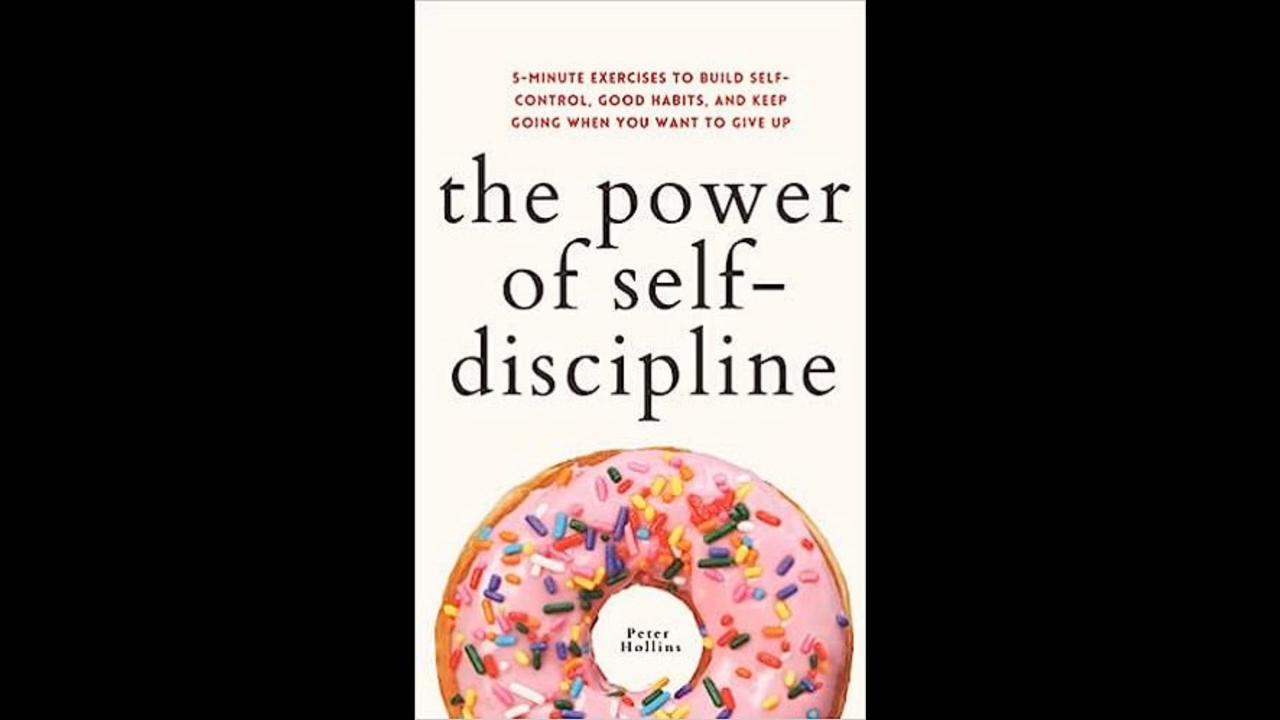 5-MINUTE EXERCISES TO BUILD SELF-
CONTROL, GOOD HABITS, AND KEEP
GOING WHEN YOU WANT TO GIVE UP
the power
of self-
discipline
Peter
Hollins